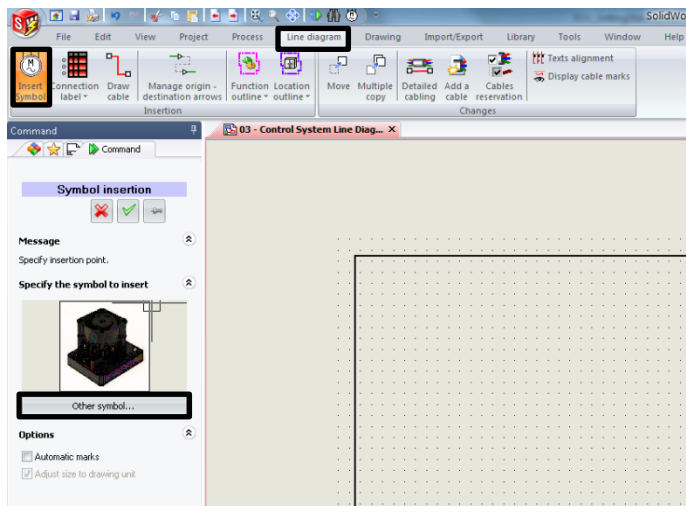 SolidWo
File Edit View Project Process Line diagram Drawing Import/Export Library Tools Window Help
Insert Symbol
Connection label
Draw cable
Manage origin - destination arrows
Function outline
Location outline
Move
Multiple copy
Detailed cabling
Add a cable
Cables reservation
Texts alignment
Display cable marks
Insertion
Changes
Command
03 - Control System Line Diag...
Command
Symbol insertion
Message
Specify insertion point.
Specify the symbol to insert
Other symbol...
Options
Automatic marks
Adjust size to drawing unit